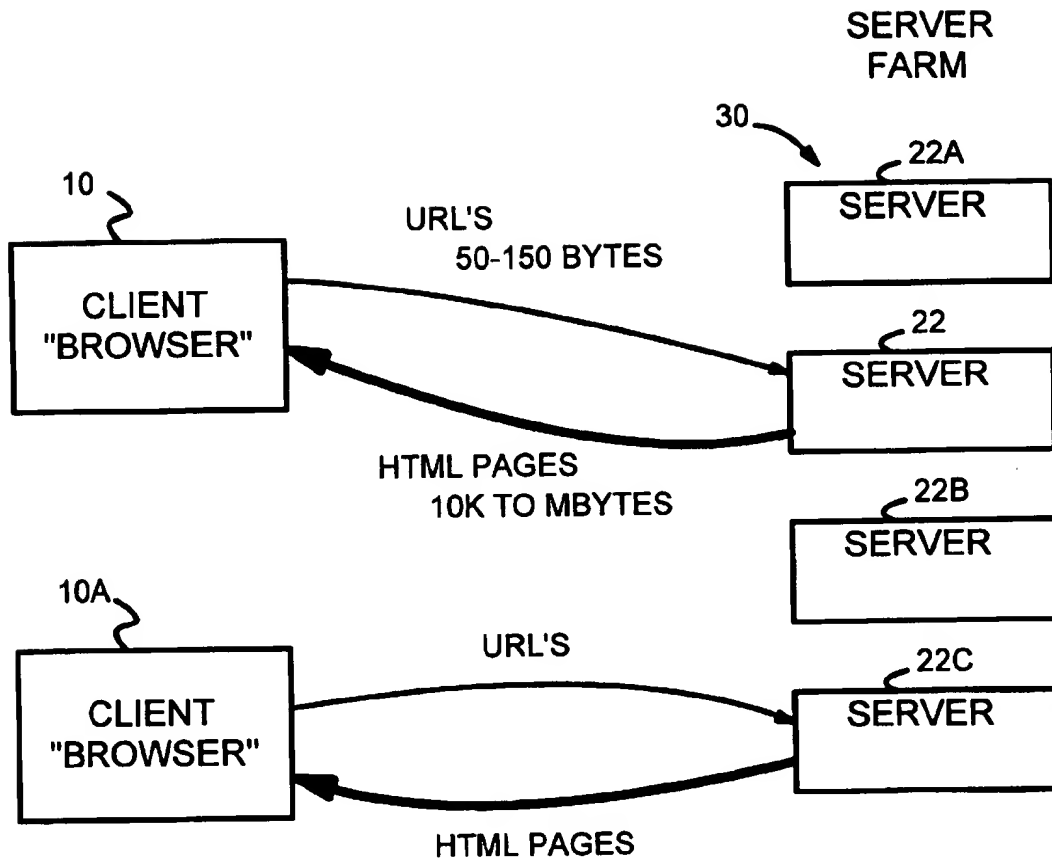 SERVER
FARM
30
22A
SERVER
10
URL'S
50-150 BYTES
CLIENT
"BROWSER"
22
SERVER
HTML PAGES
10K TO MBYTES
22B
SERVER
10A
URL'S
22C
SERVER
CLIENT
"BROWSER"
HTML PAGES